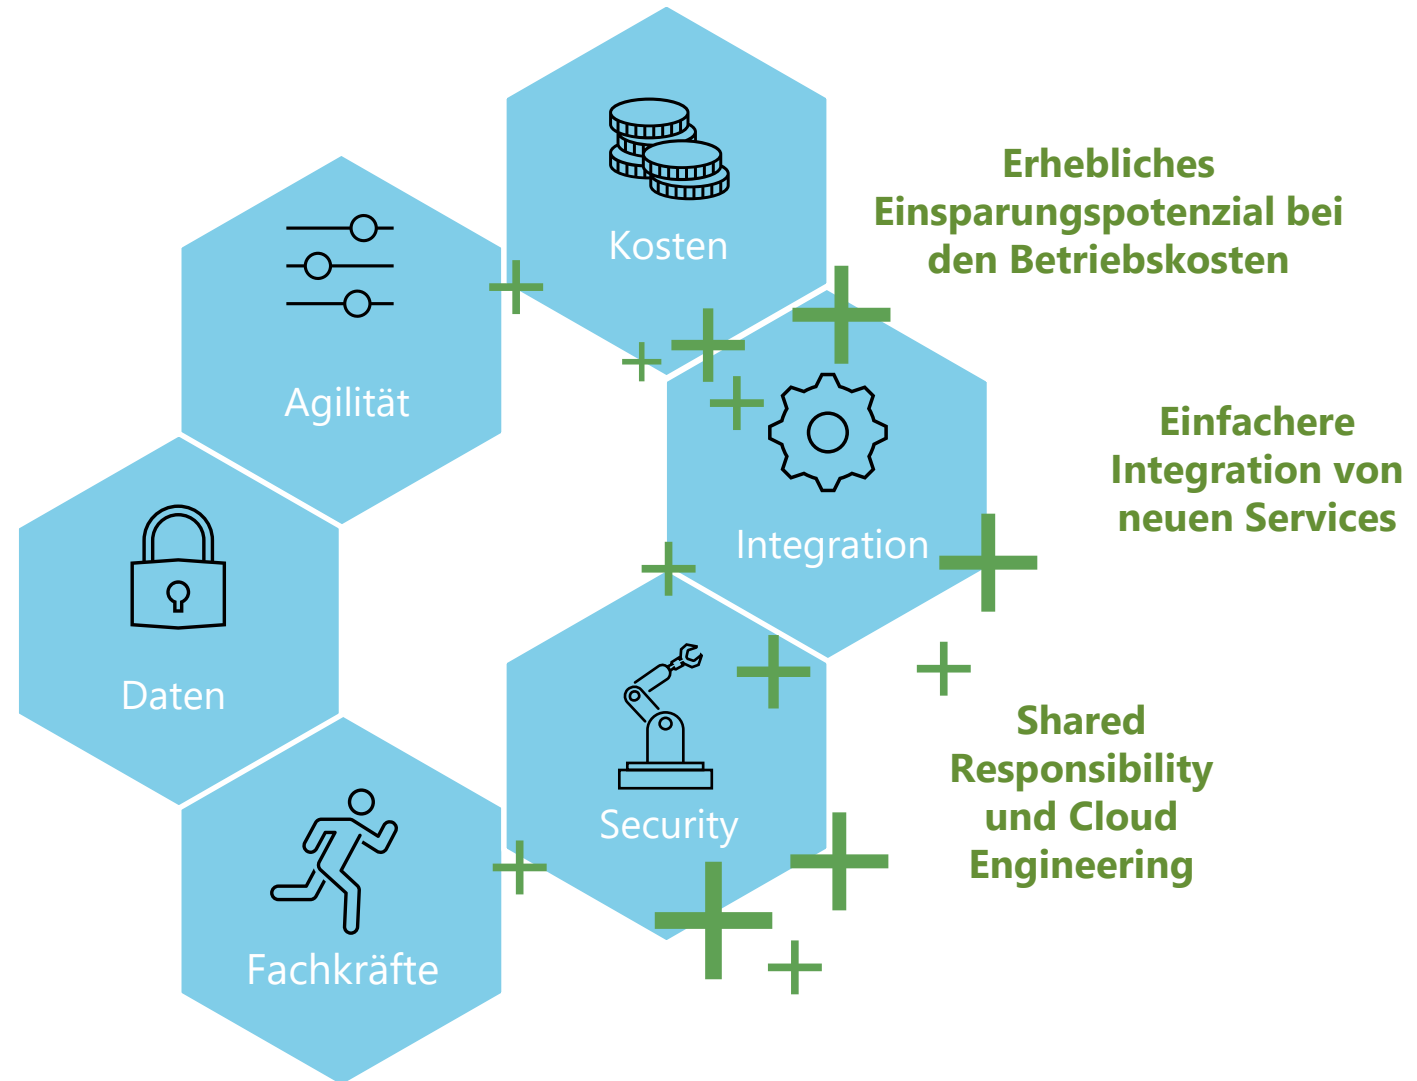 Kosten
Erhebliches
Einsparungspotenzial bei
den Betriebskosten
Agilität
Integration
Einfachere
Integration von
neuen Services
Daten
Security
Shared
Responsibility
und Cloud
Engineering
Fachkräfte